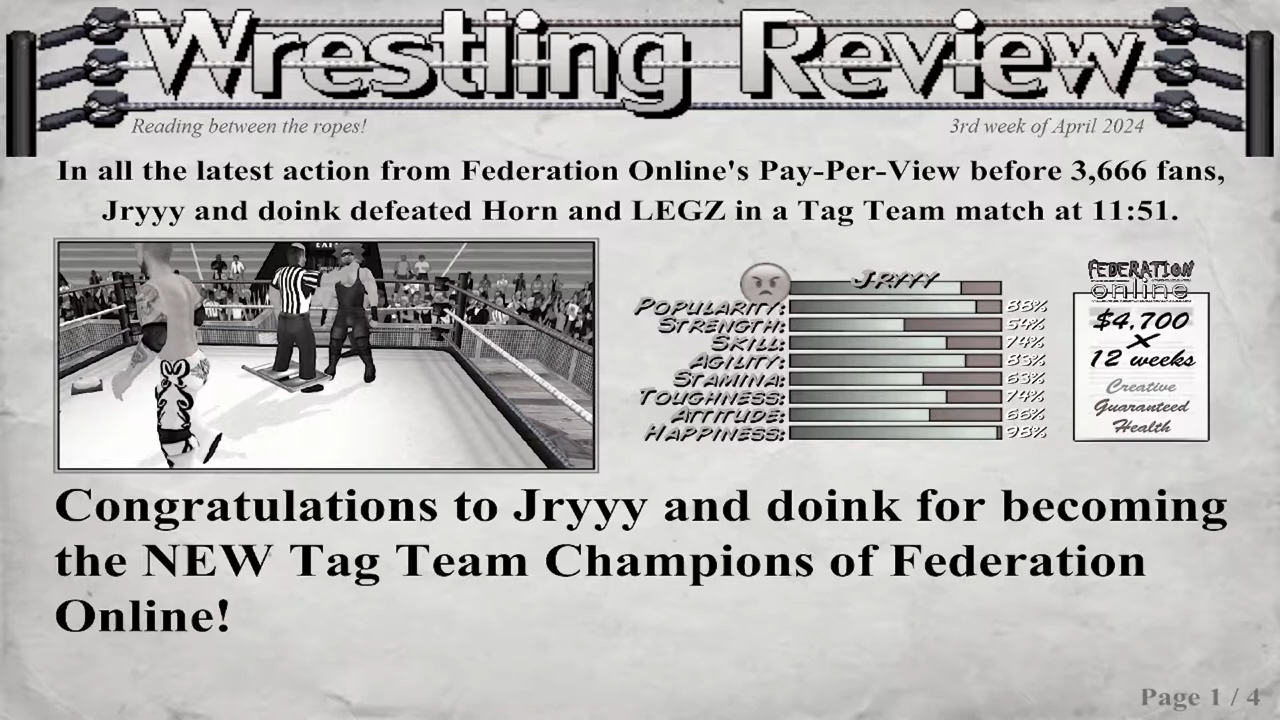 Wrestling Review
Reading between the ropes!
3rd week of April 2024
In all the latest action from Federation Online's Pay-Per-View before 3,666 fans,
Jryyy and doink defeated Horn and LEGZ in a Tag Team match at 11:51.
JRYYY
POPULARITY: 88%
STRENGTH: 54%
SKILL: 74%
AGILITY: 83%
STAMINA: 63%
TOUGHNESS: 74%
ATTITUDE: 66%
HAPPINESS: 98%
FEDERATION
online
$4,700
X
12 weeks
Creative
Guaranteed
Health
Congratulations to Jryyy and doink for becoming
the NEW Tag Team Champions of Federation
Online!
Page 1 / 4